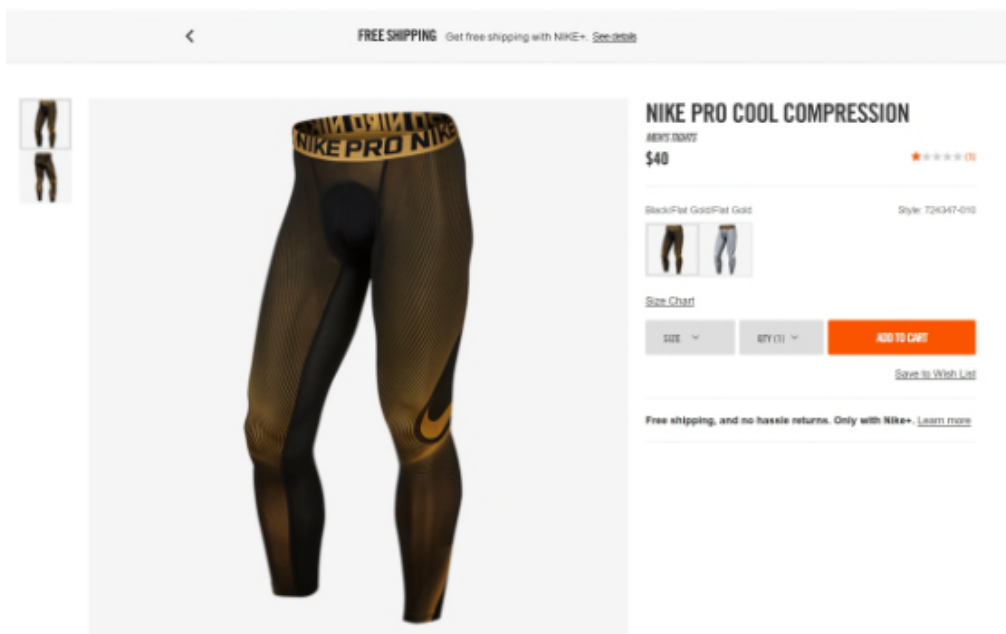 FREE SHIPPING Get free shipping with NIKE+. See details
NIKE PRO NIKE
NIKE PRO COOL COMPRESSION
MEN'S TIGHTS
$40
(1)
Black/Flat Gold/Flat Gold
Style: 724347-010
Size Chart
SIZE
QTY (1)
ADD TO CART
Save to Wish List
Free shipping, and no hassle returns. Only with Nike+. Learn more